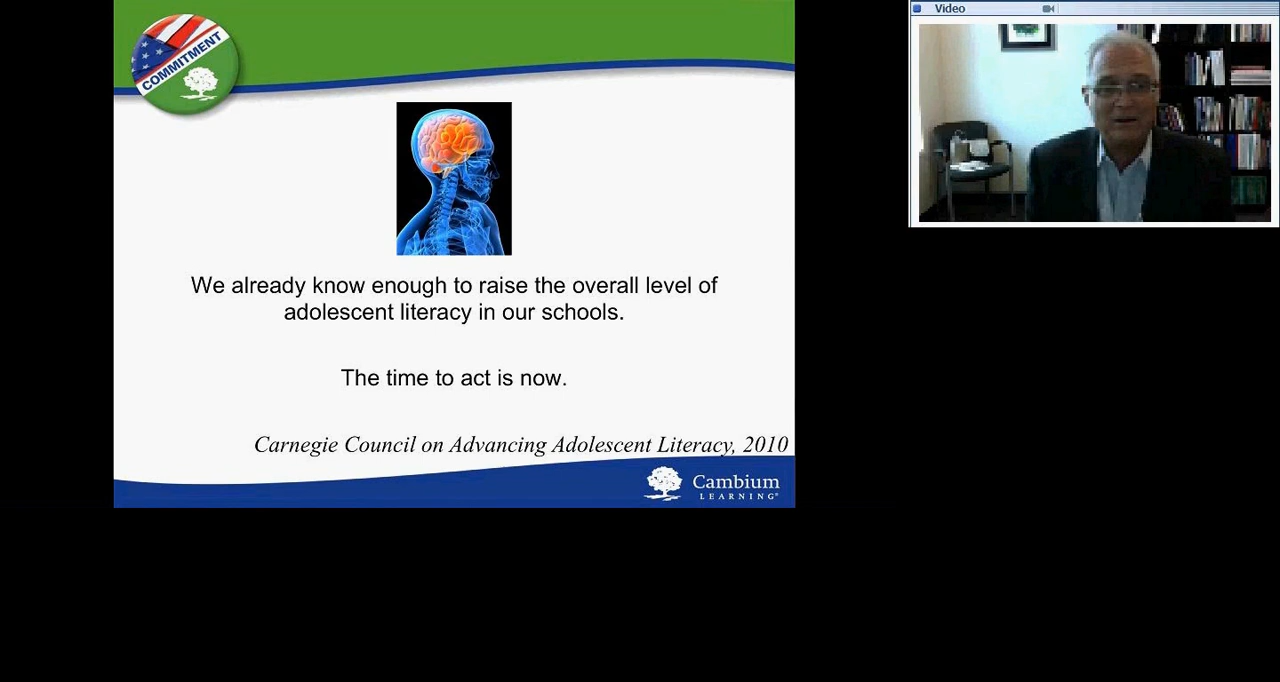 COMMITMENT
We already know enough to raise the overall level of
adolescent literacy in our schools.
The time to act is now.
Carnegie Council on Advancing Adolescent Literacy, 2010
Cambium
LEARNING®
Video